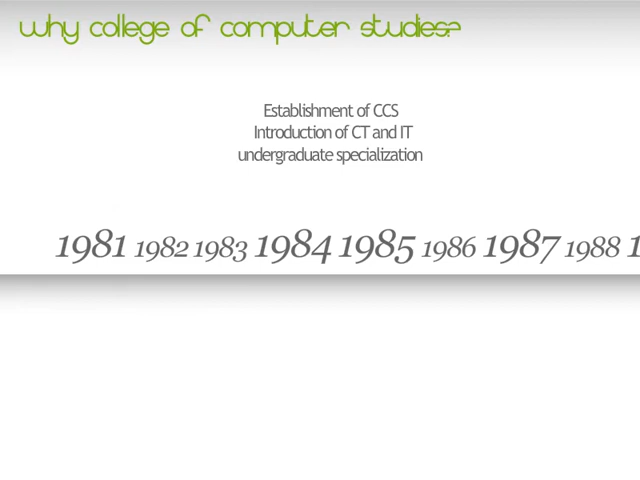 why college of computer studies?
Establishment of CCS
Introduction of CT and IT
undergraduate specialization
1981 1982 1983 1984 1985 1986 1987 1988